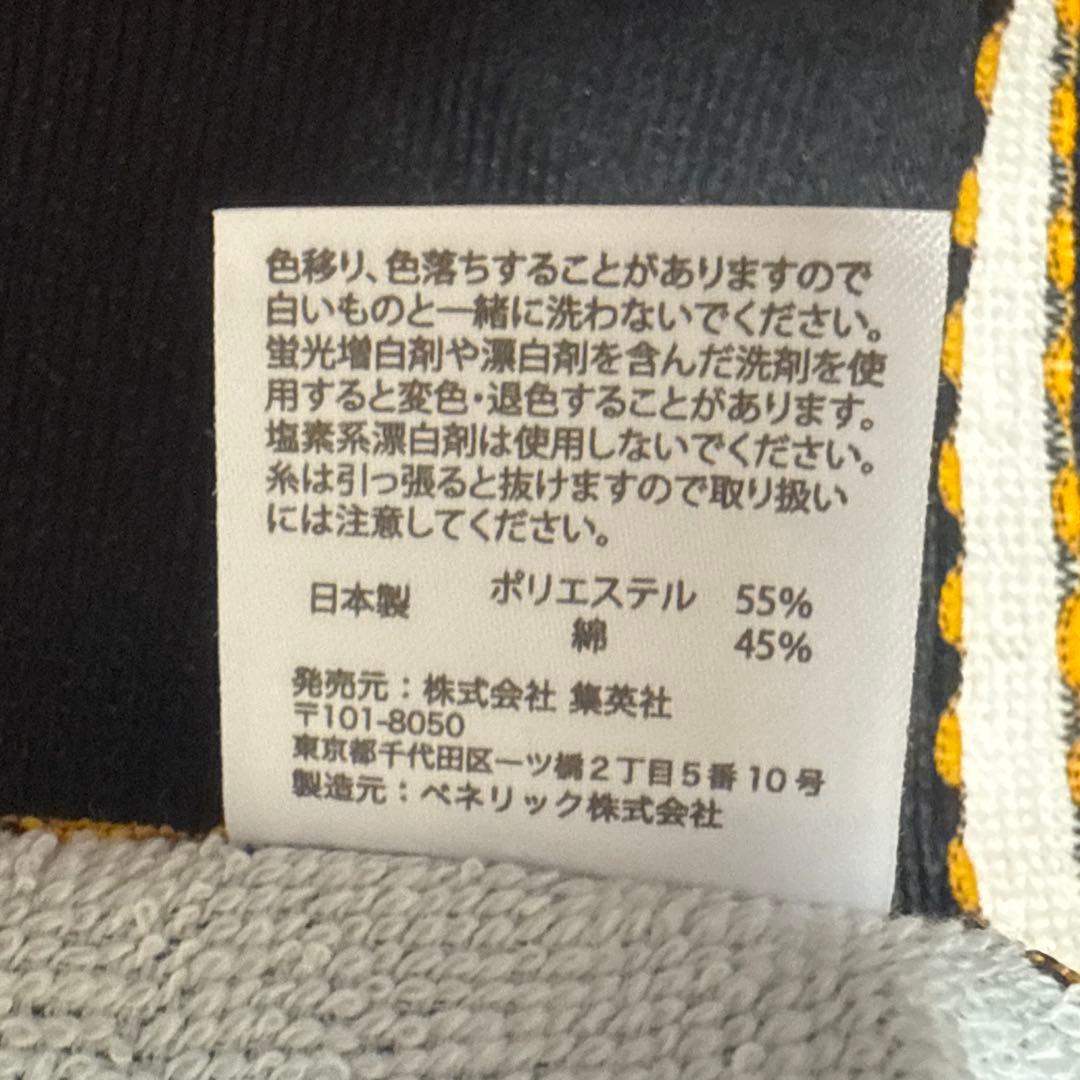 色移り、色落ちすることがありますので
白いものと一緒に洗わないでください。
蛍光増白剤や漂白剤を含んだ洗剤を使
用すると変色・退色することがあります。
塩素系漂白剤は使用しないでください。
糸は引っ張ると抜けますので取り扱い
には注意してください。
日本製 ポリエステル 55%
綿 45%
発売元：株式会社 集英社
〒101-8050
東京都千代田区一ツ橋2丁目5番10号
製造元：ベネリック株式会社